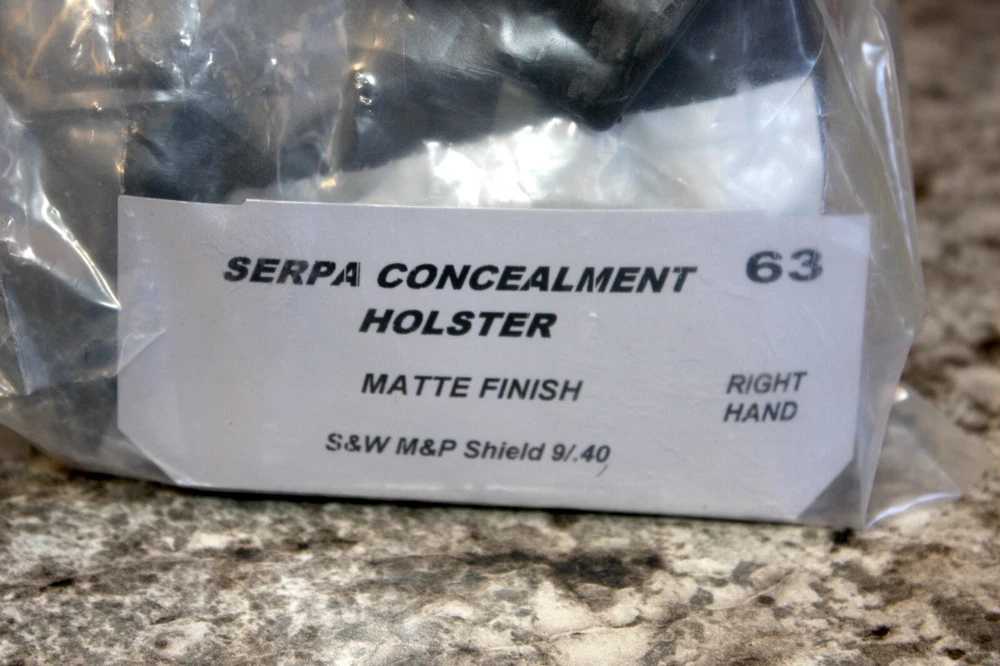 SERPA CONCEALMENT 63
HOLSTER
MATTE FINISH RIGHT
HAND
S&W M&P Shield 9/.40